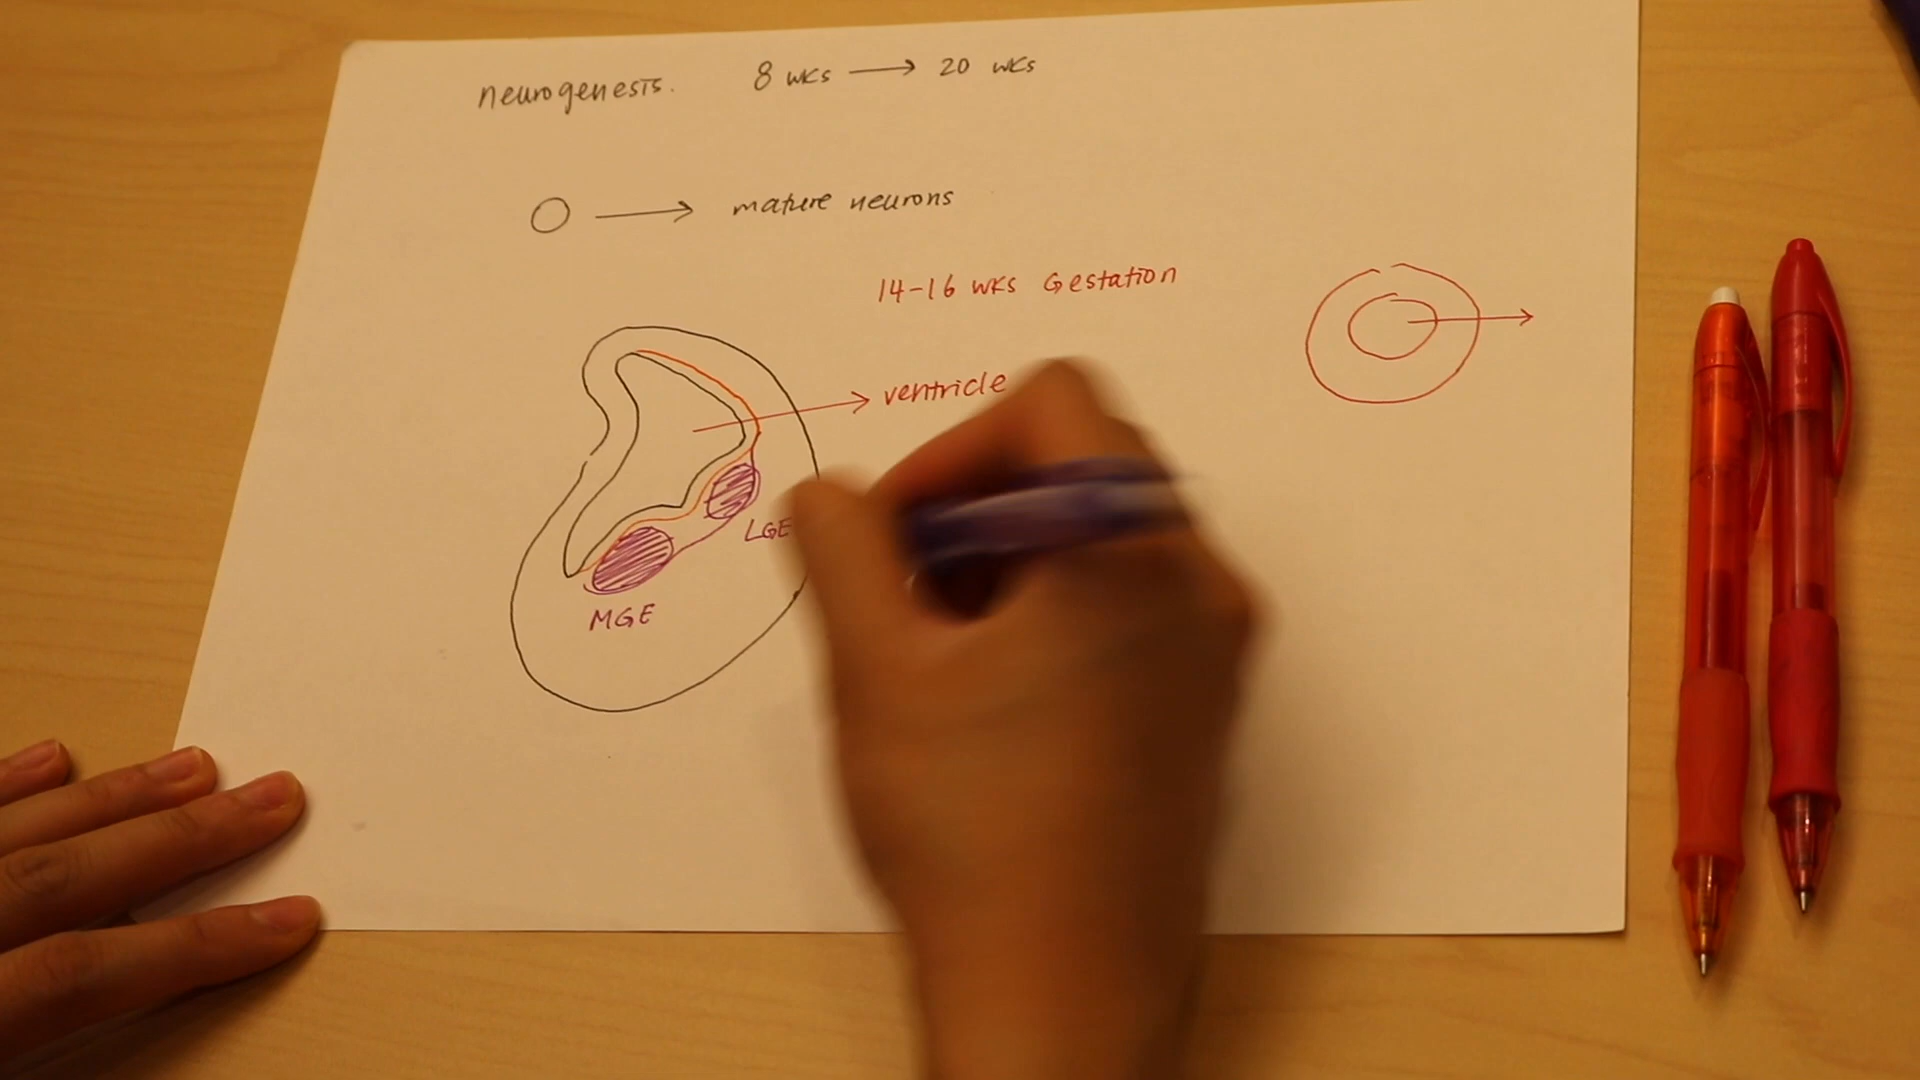 neurogenesis. 8 wks → 20 wks
→ mature neurons
14-16 wks Gestation
ventricle
LGE
MGE